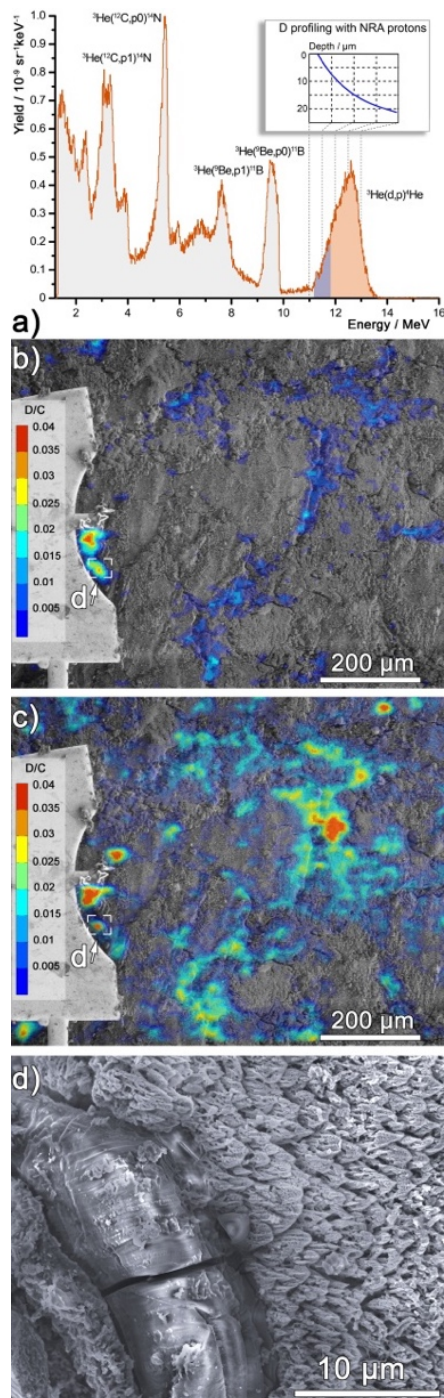 ³He(¹²C,p0)¹⁴N
³He(¹²C,p1)¹⁴N
³He(⁹Be,p0)¹¹B
³He(⁹Be,p1)¹¹B
³He(d,p)⁴He
D profiling with NRA protons
Depth / µm
0
10
20
Yield / 10⁻⁹ sr⁻¹keV⁻¹
1.0
0.9
0.8
0.7
0.6
0.5
0.4
0.3
0.2
0.1
0
2 4 6 8 10 12 14 16
Energy / MeV
a)
b)
D/C
0.04
0.035
0.03
0.025
0.02
0.015
0.01
0.005
d
200 µm
c)
D/C
0.04
0.035
0.03
0.025
0.02
0.015
0.01
0.005
d
200 µm
d)
10 µm